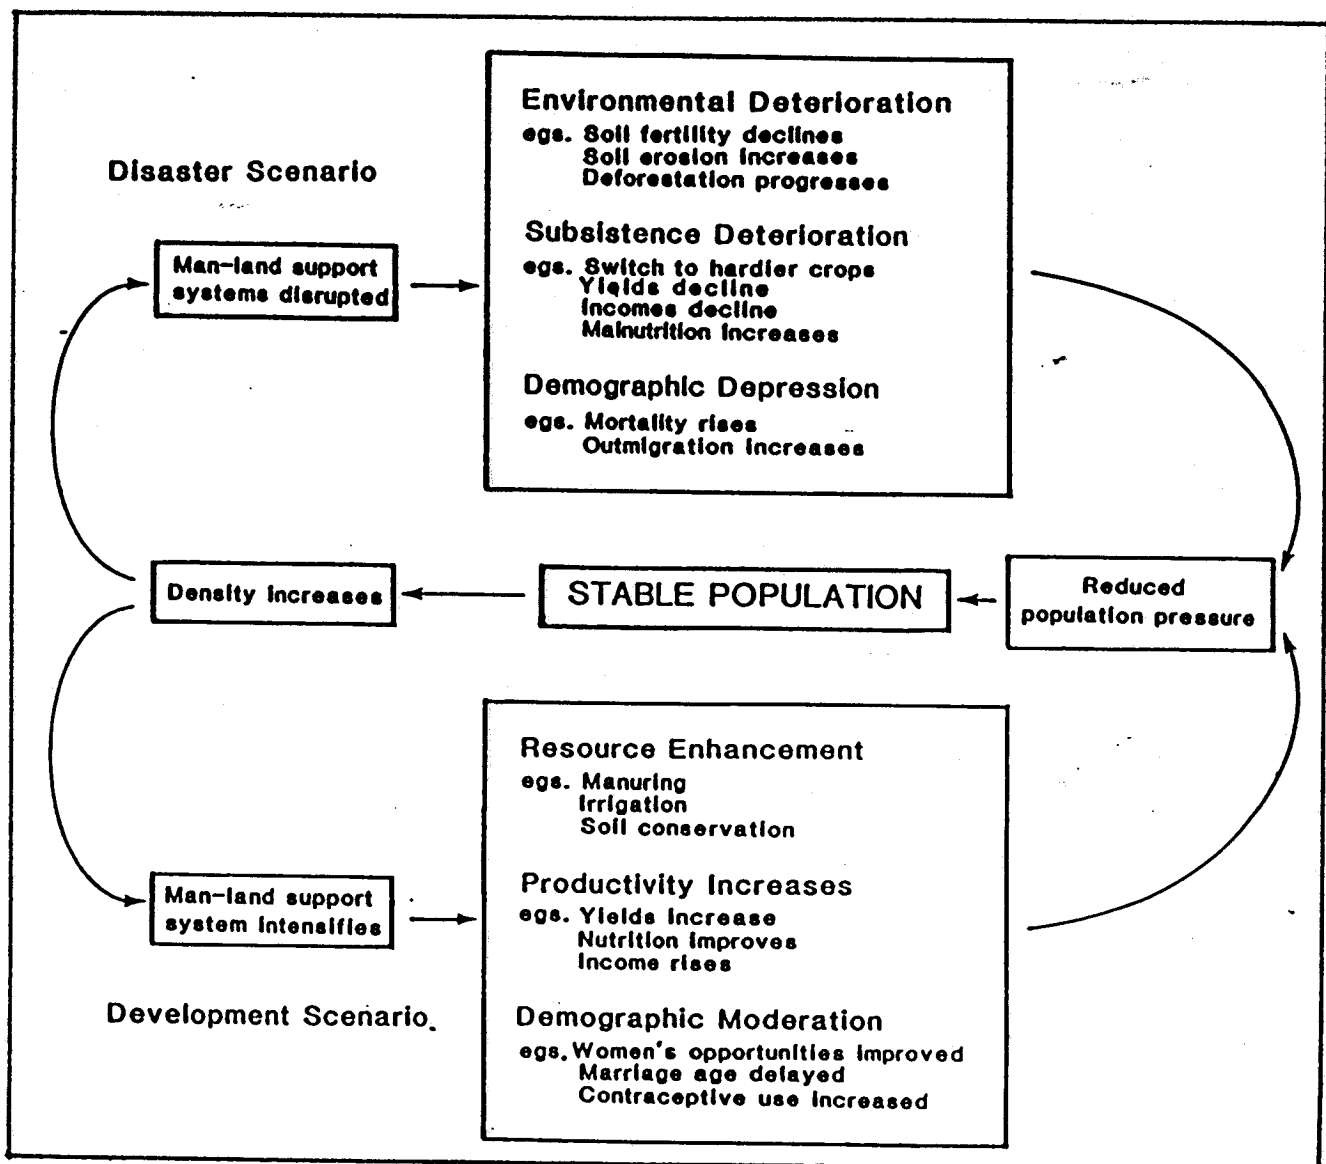 Disaster Scenario
Man-land support
systems disrupted
Environmental Deterioration
egs. Soil fertility declines
Soil erosion increases
Deforestation progresses
Subsistence Deterioration
egs. Switch to hardier crops
Yields decline
Incomes decline
Malnutrition increases
Demographic Depression
egs. Mortality rises
Outmigration increases
Density increases
STABLE POPULATION
Reduced
population pressure
Man-land support
system intensifies
Development Scenario.
Resource Enhancement
egs. Manuring
Irrigation
Soil conservation
Productivity Increases
egs. Yields increase
Nutrition improves
Income rises
Demographic Moderation
egs. Women's opportunities improved
Marriage age delayed
Contraceptive use increased